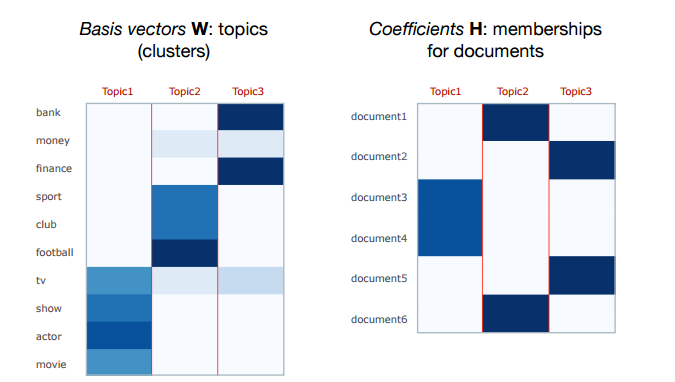 Basis vectors W: topics
(clusters)
Topic1 Topic2 Topic3
bank
money
finance
sport
club
football
tv
show
actor
movie
Coefficients H: memberships
for documents
Topic1 Topic2 Topic3
document1
document2
document3
document4
document5
document6